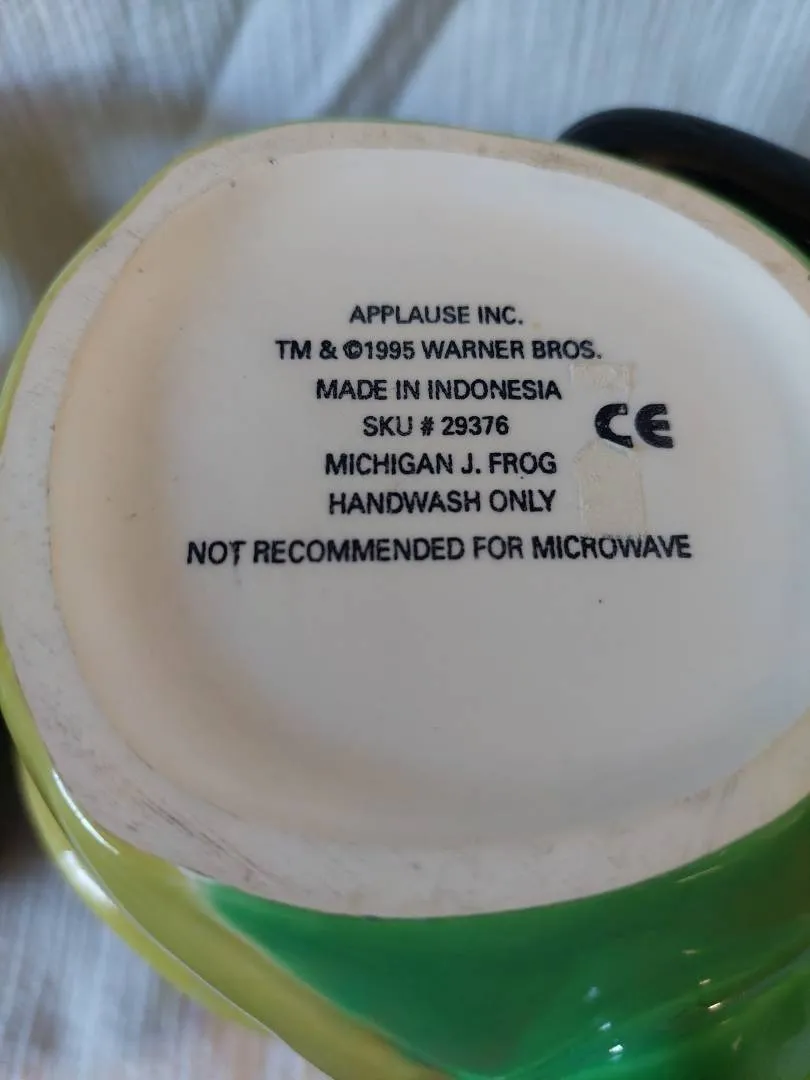 APPLAUSE INC.
TM & ©1995 WARNER BROS.
MADE IN INDONESIA
SKU # 29376
CE
MICHIGAN J. FROG
HANDWASH ONLY
NOT RECOMMENDED FOR MICROWAVE